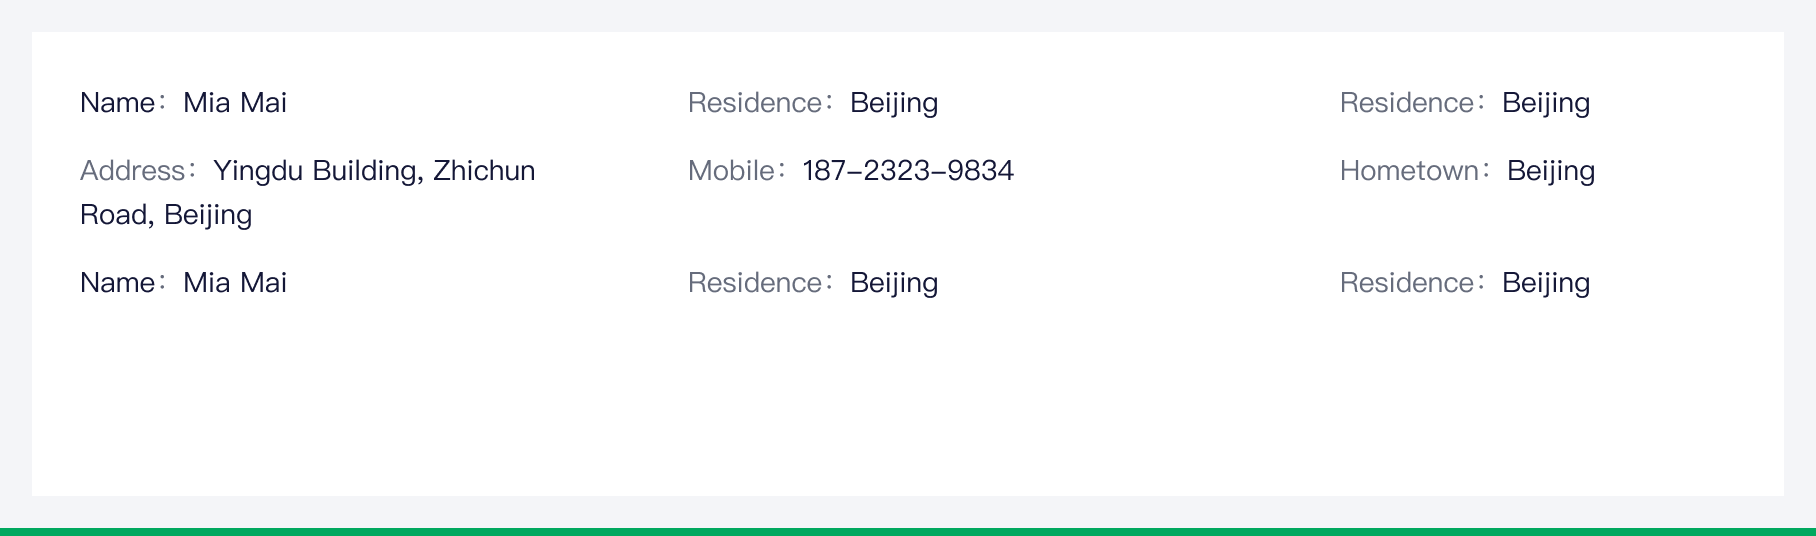 Name： Mia Mai Residence： Beijing Residence： Beijing
Address： Yingdu Building, Zhichun Mobile： 187-2323-9834 Hometown： Beijing
Road, Beijing
Name： Mia Mai Residence： Beijing Residence： Beijing